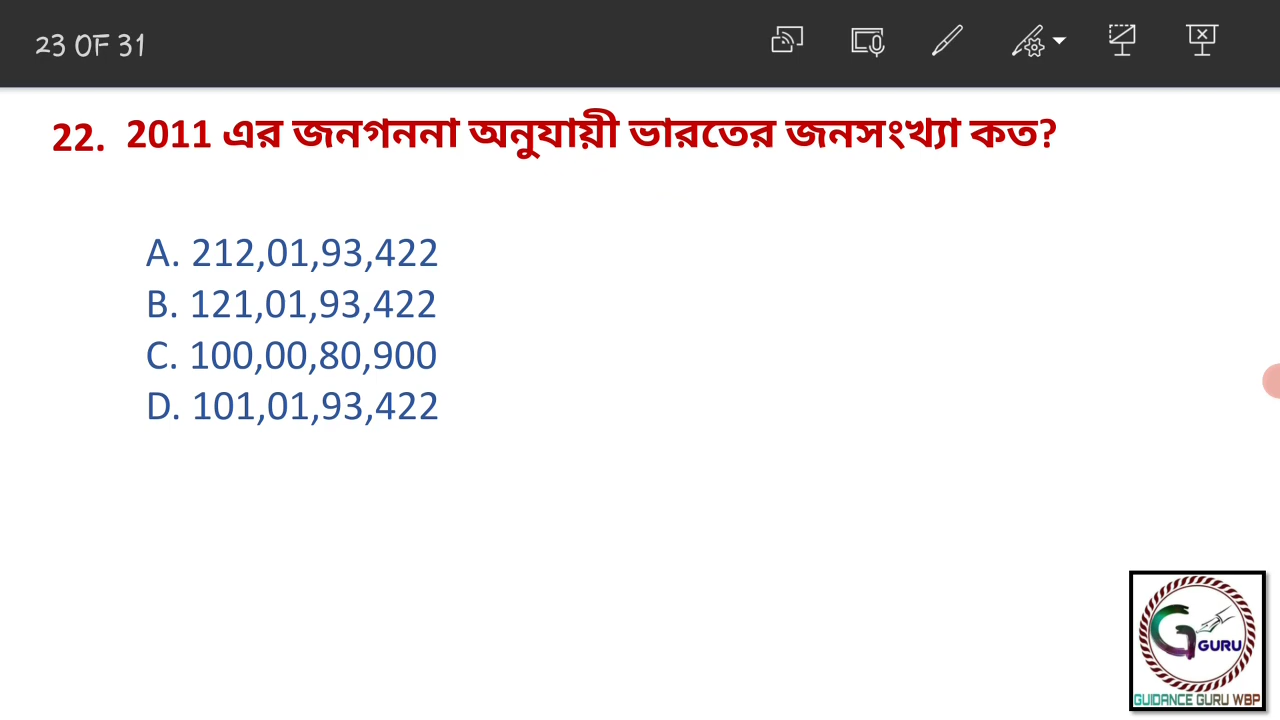 23 OF 31
22. 2011 এর জনগননা অনুযায়ী ভারতের জনসংখ্যা কত?
A. 212,01,93,422
B. 121,01,93,422
C. 100,00,80,900
D. 101,01,93,422
G GURU
GUIDANCE GURU WBP